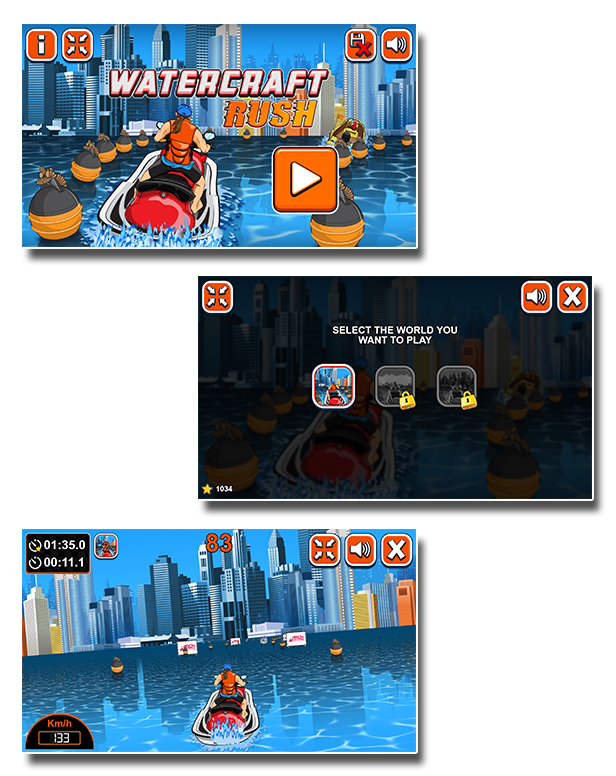 WATERCRAFT
RUSH
SELECT THE WORLD YOU
WANT TO PLAY
1034
01:35.0
00:11.1
2
83
Km/h
133